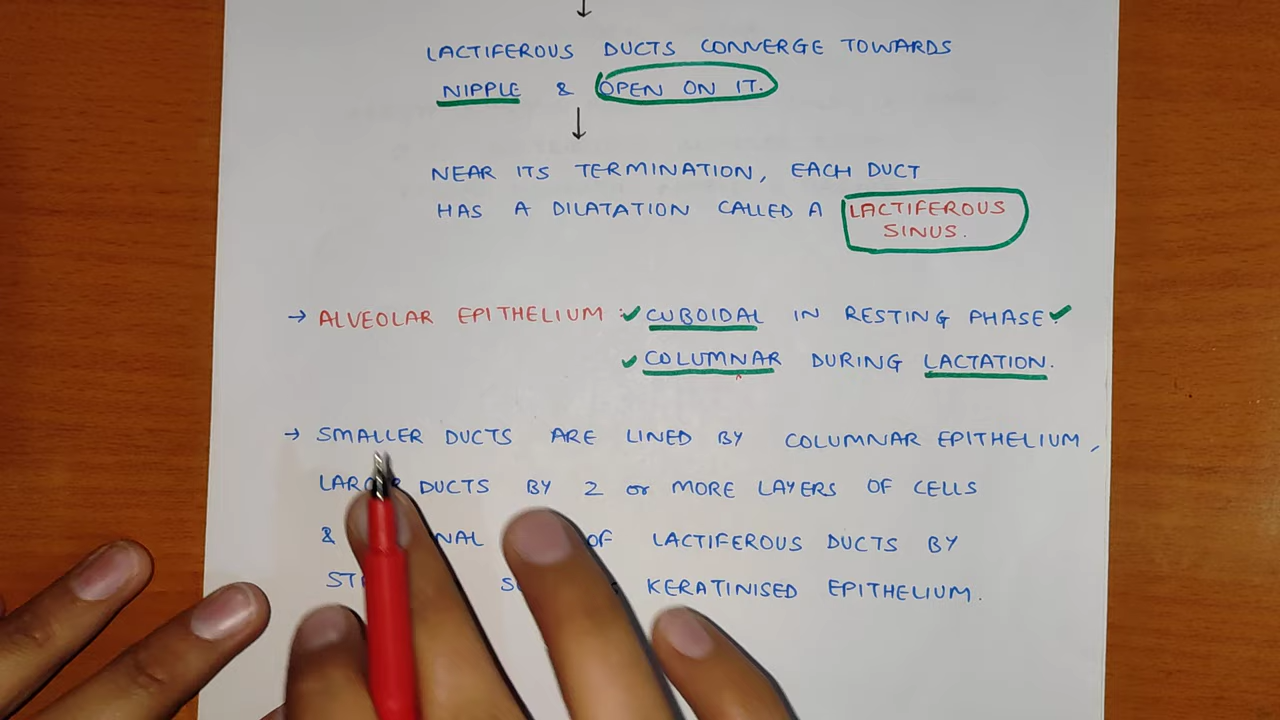 LACTIFEROUS DUCTS CONVERGE TOWARDS
NIPPLE & OPEN ON IT.
NEAR ITS TERMINATION, EACH DUCT
HAS A DILATATION CALLED A LACTIFEROUS
SINUS.
→ ALVEOLAR EPITHELIUM : ✓ CUBOIDAL IN RESTING PHASE. ✓
✓ COLUMNAR DURING LACTATION.
→ SMALLER DUCTS ARE LINED BY COLUMNAR EPITHELIUM,
DUCTS BY 2 or MORE LAYERS OF CELLS
& OF LACTIFEROUS DUCTS BY
KERATINISED EPITHELIUM.